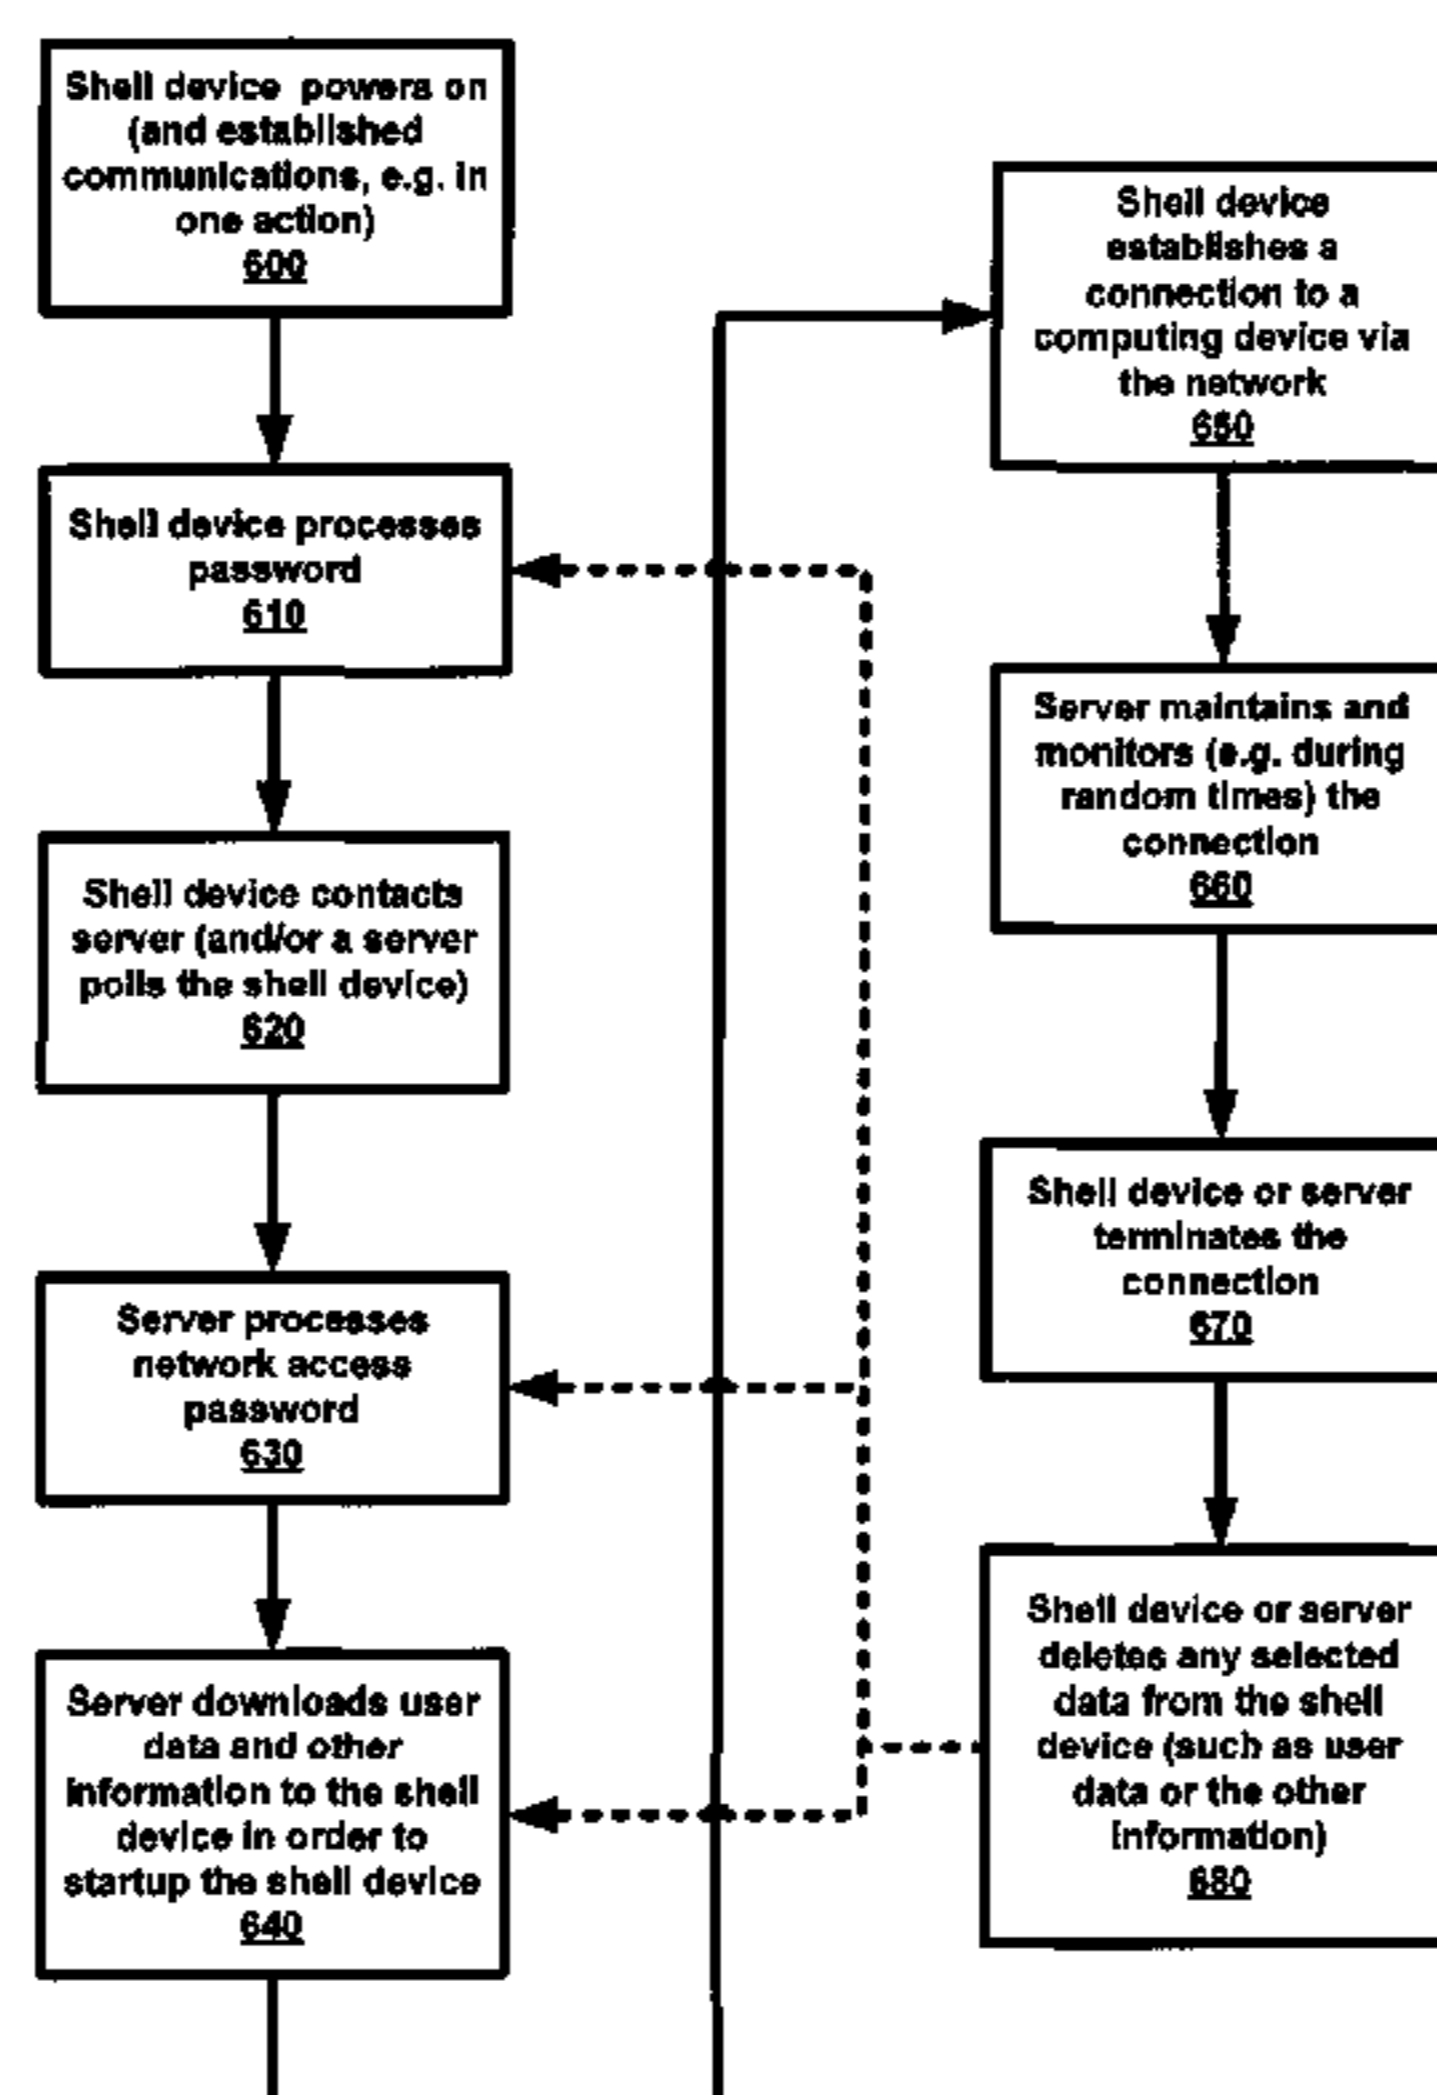 Shell device powers on
(and established
communications, e.g. in
one action)
600
Shell device processes
password
610
Shell device contacts
server (and/or a server
polls the shell device)
620
Server processes
network access
password
630
Server downloads user
data and other
information to the shell
device in order to
startup the shell device
640
Shell device
establishes a
connection to a
computing device via
the network
650
Server maintains and
monitors (e.g. during
random times) the
connection
660
Shell device or server
terminates the
connection
670
Shell device or server
deletes any selected
data from the shell
device (such as user
data or the other
information)
680